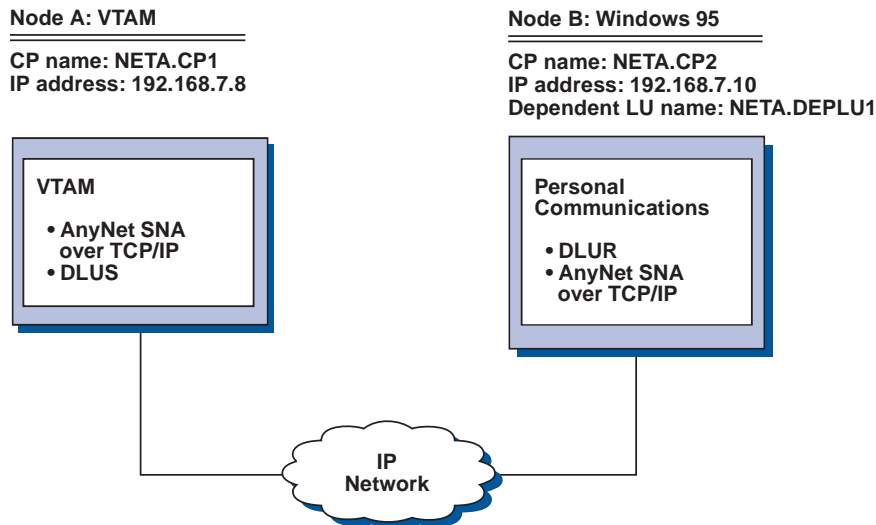 Node A: VTAM
CP name: NETA.CP1
IP address: 192.168.7.8
Node B: Windows 95
CP name: NETA.CP2
IP address: 192.168.7.10
Dependent LU name: NETA.DEPLU1
VTAM
• AnyNet SNA
over TCP/IP
• DLUS
Personal
Communications
• DLUR
• AnyNet SNA
over TCP/IP
IP
Network